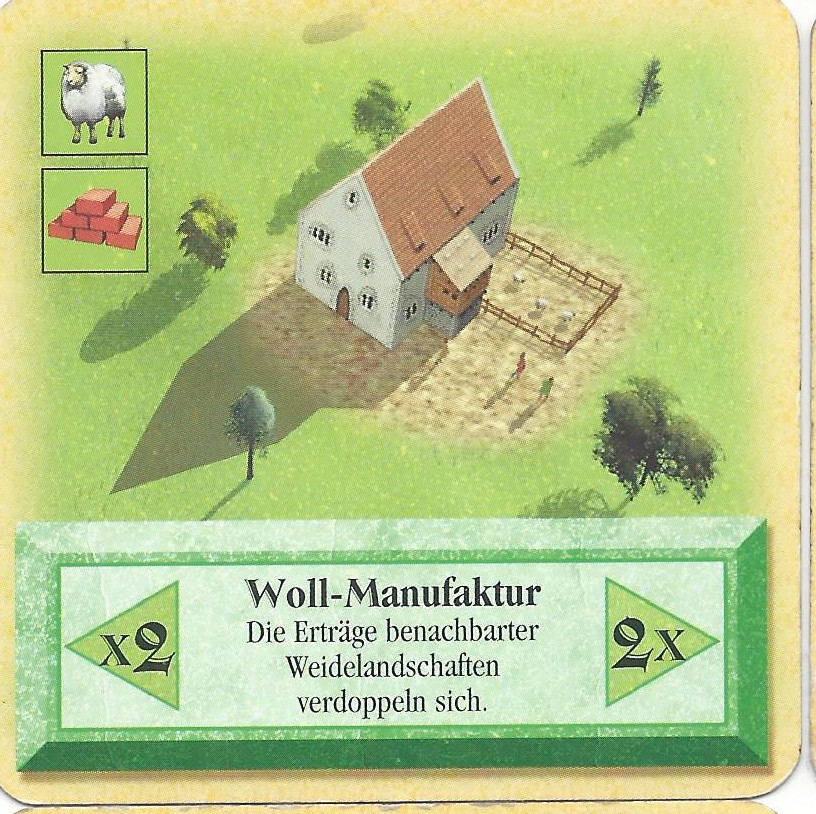 Woll-Manufaktur
x2
Die Erträge benachbarter
2x
Weidelandschaften
verdoppeln sich.